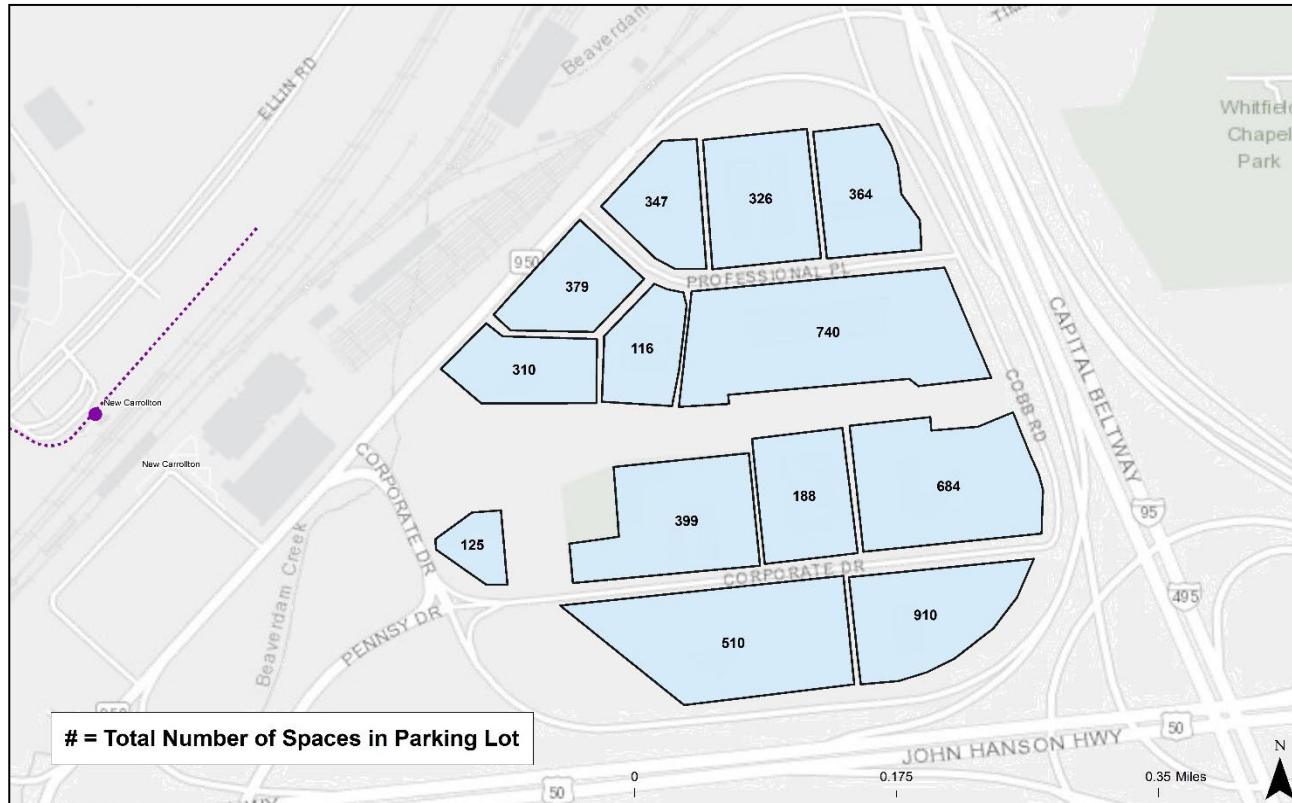 TIM
Beaverdam
ELLIN RD
Whitfield
Chapel
Park
347
326
364
950
PROFESSIONAL PL
379
740
116
310
CAPITAL BELTWAY
COBB RD
New Carrollton
New Carrollton
CORPORATE DR
684
188
399
95
125
CORPORATE DR
Beaverdam Creek
PENNSY DR
910
510
495
# = Total Number of Spaces in Parking Lot
JOHN HANSON HWY
50
N
0
0.175
0.35 Miles
50
HWY